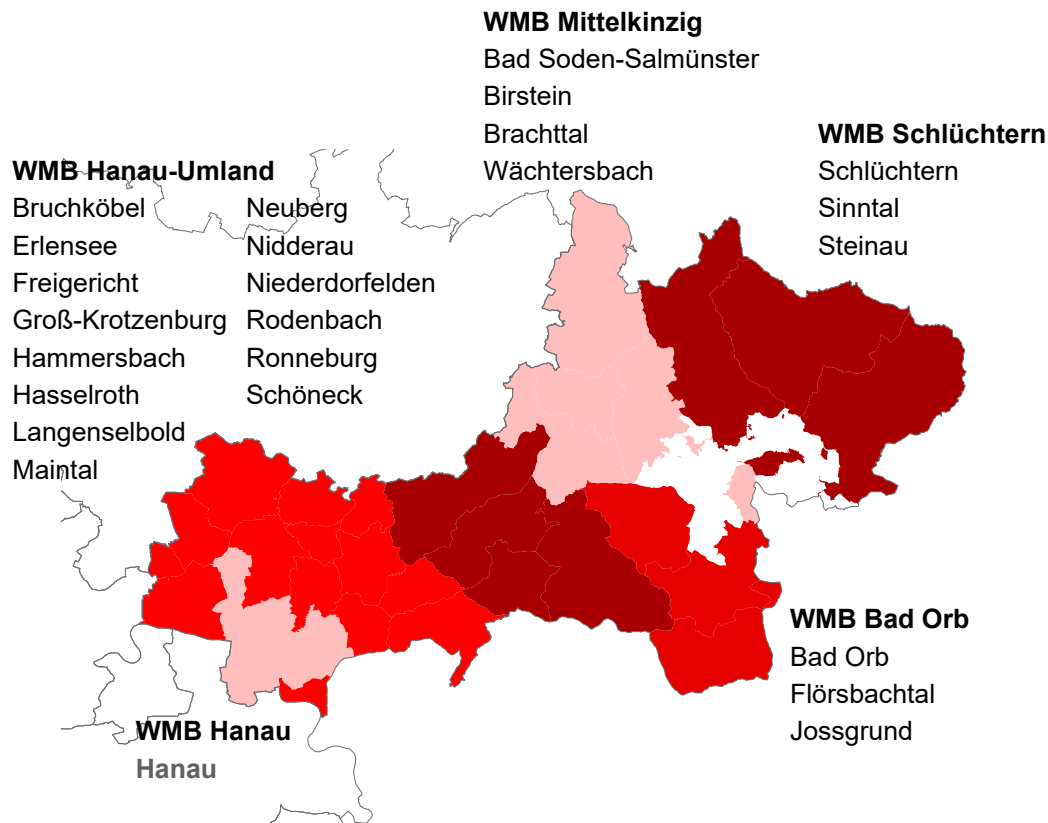 WMB Mittelkinzig
Bad Soden-Salmünster
Birstein
Brachttal
Wächtersbach
WMB Schlüchtern
Schlüchtern
Sinntal
Steinau
WMB Hanau-Umland
Bruchköbel
Erlensee
Freigericht
Groß-Krotzenburg
Hammersbach
Hasselroth
Langenselbold
Maintal
Neuberg
Nidderau
Niederdorfelden
Rodenbach
Ronneburg
Schöneck
WMB Bad Orb
Bad Orb
Flörsbachtal
Jossgrund
WMB Hanau
Hanau